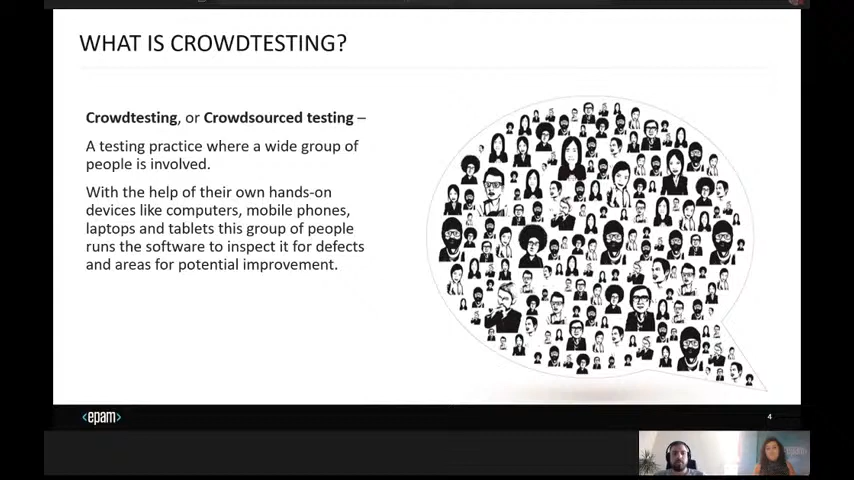 WHAT IS CROWDTESTING?
Crowdtesting, or Crowdsourced testing –
A testing practice where a wide group of
people is involved.
With the help of their own hands-on
devices like computers, mobile phones,
laptops and tablets this group of people
runs the software to inspect it for defects
and areas for potential improvement.
<epam>
4
epam